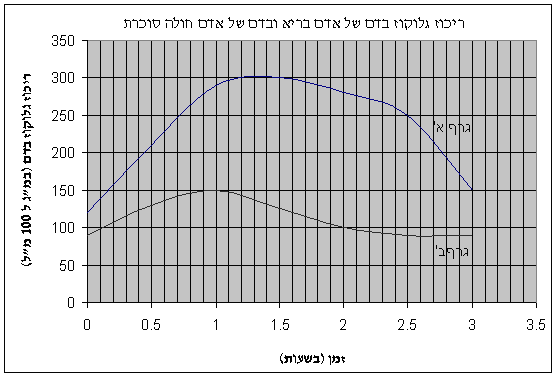 ריכוז גלוקוז בדם של אדם בריא ובדם של אדם חולה סוכרת
ריכוז גלוקוז בדם (במ"ג ל 100 מ"ל)
350
300
250
200
150
100
50
0
גרף א'
גרף ב'
0 0.5 1 1.5 2 2.5 3 3.5
זמן (בשעות)